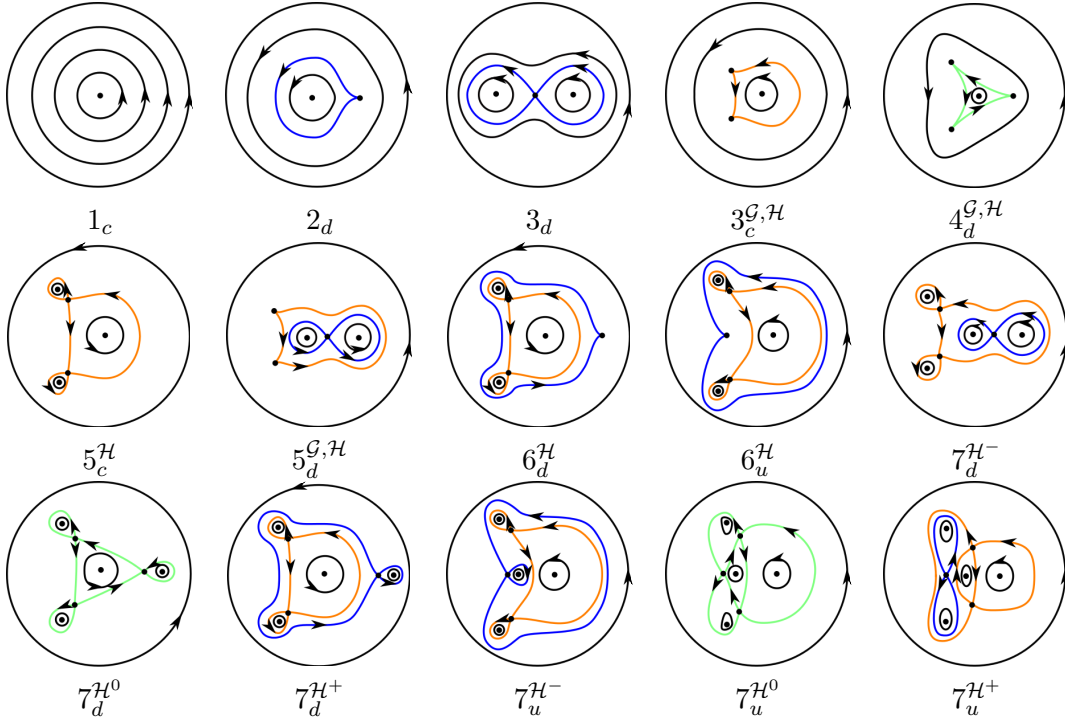 1_c 2_d 3_d 3_c^{𝒢,ℋ} 4_d^{𝒢,ℋ}
5_c^ℋ 5_d^{𝒢,ℋ} 6_d^ℋ 6_u^ℋ 7_d^{ℋ^-}
7_d^{ℋ^0} 7_d^{ℋ^+} 7_u^{ℋ^-} 7_u^{ℋ^0} 7_u^{ℋ^+}